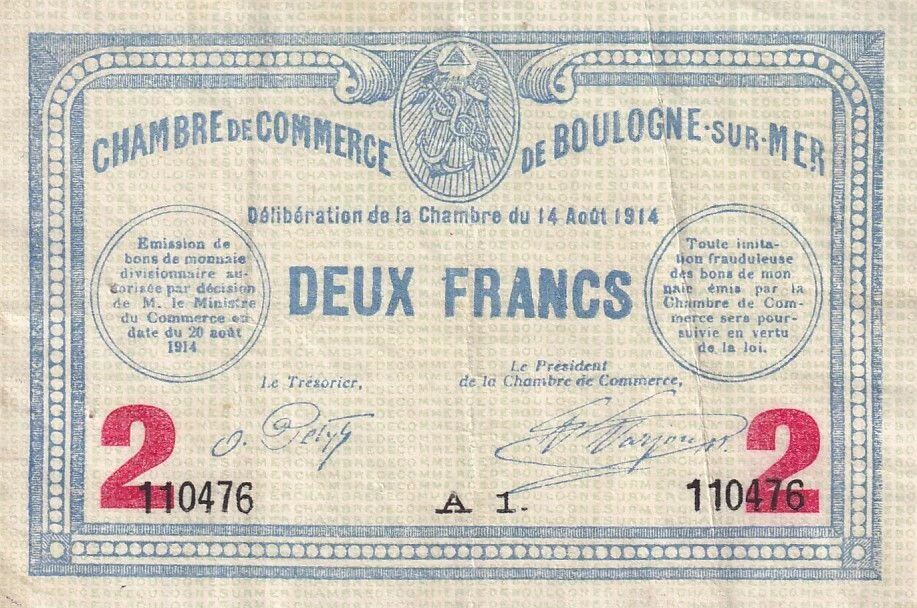 CHAMBRE DE COMMERCE DE BOULOGNE-SUR-MER
Délibération de la Chambre du 14 Août 1914
Emission de
bons de monnaie
divisionnaire au-
torisée par décision
de M. le Ministre
du Commerce en
date du 20 août
1914
DEUX FRANCS
Toute imita-
tion frauduleuse
des bons de mon
naie émis par la
Chambre de Com-
merce sera pour-
suivie en vertu
de la loi.
Le Trésorier,
Le Président
de la Chambre de Commerce,
2
2
110476
A 1.
110476